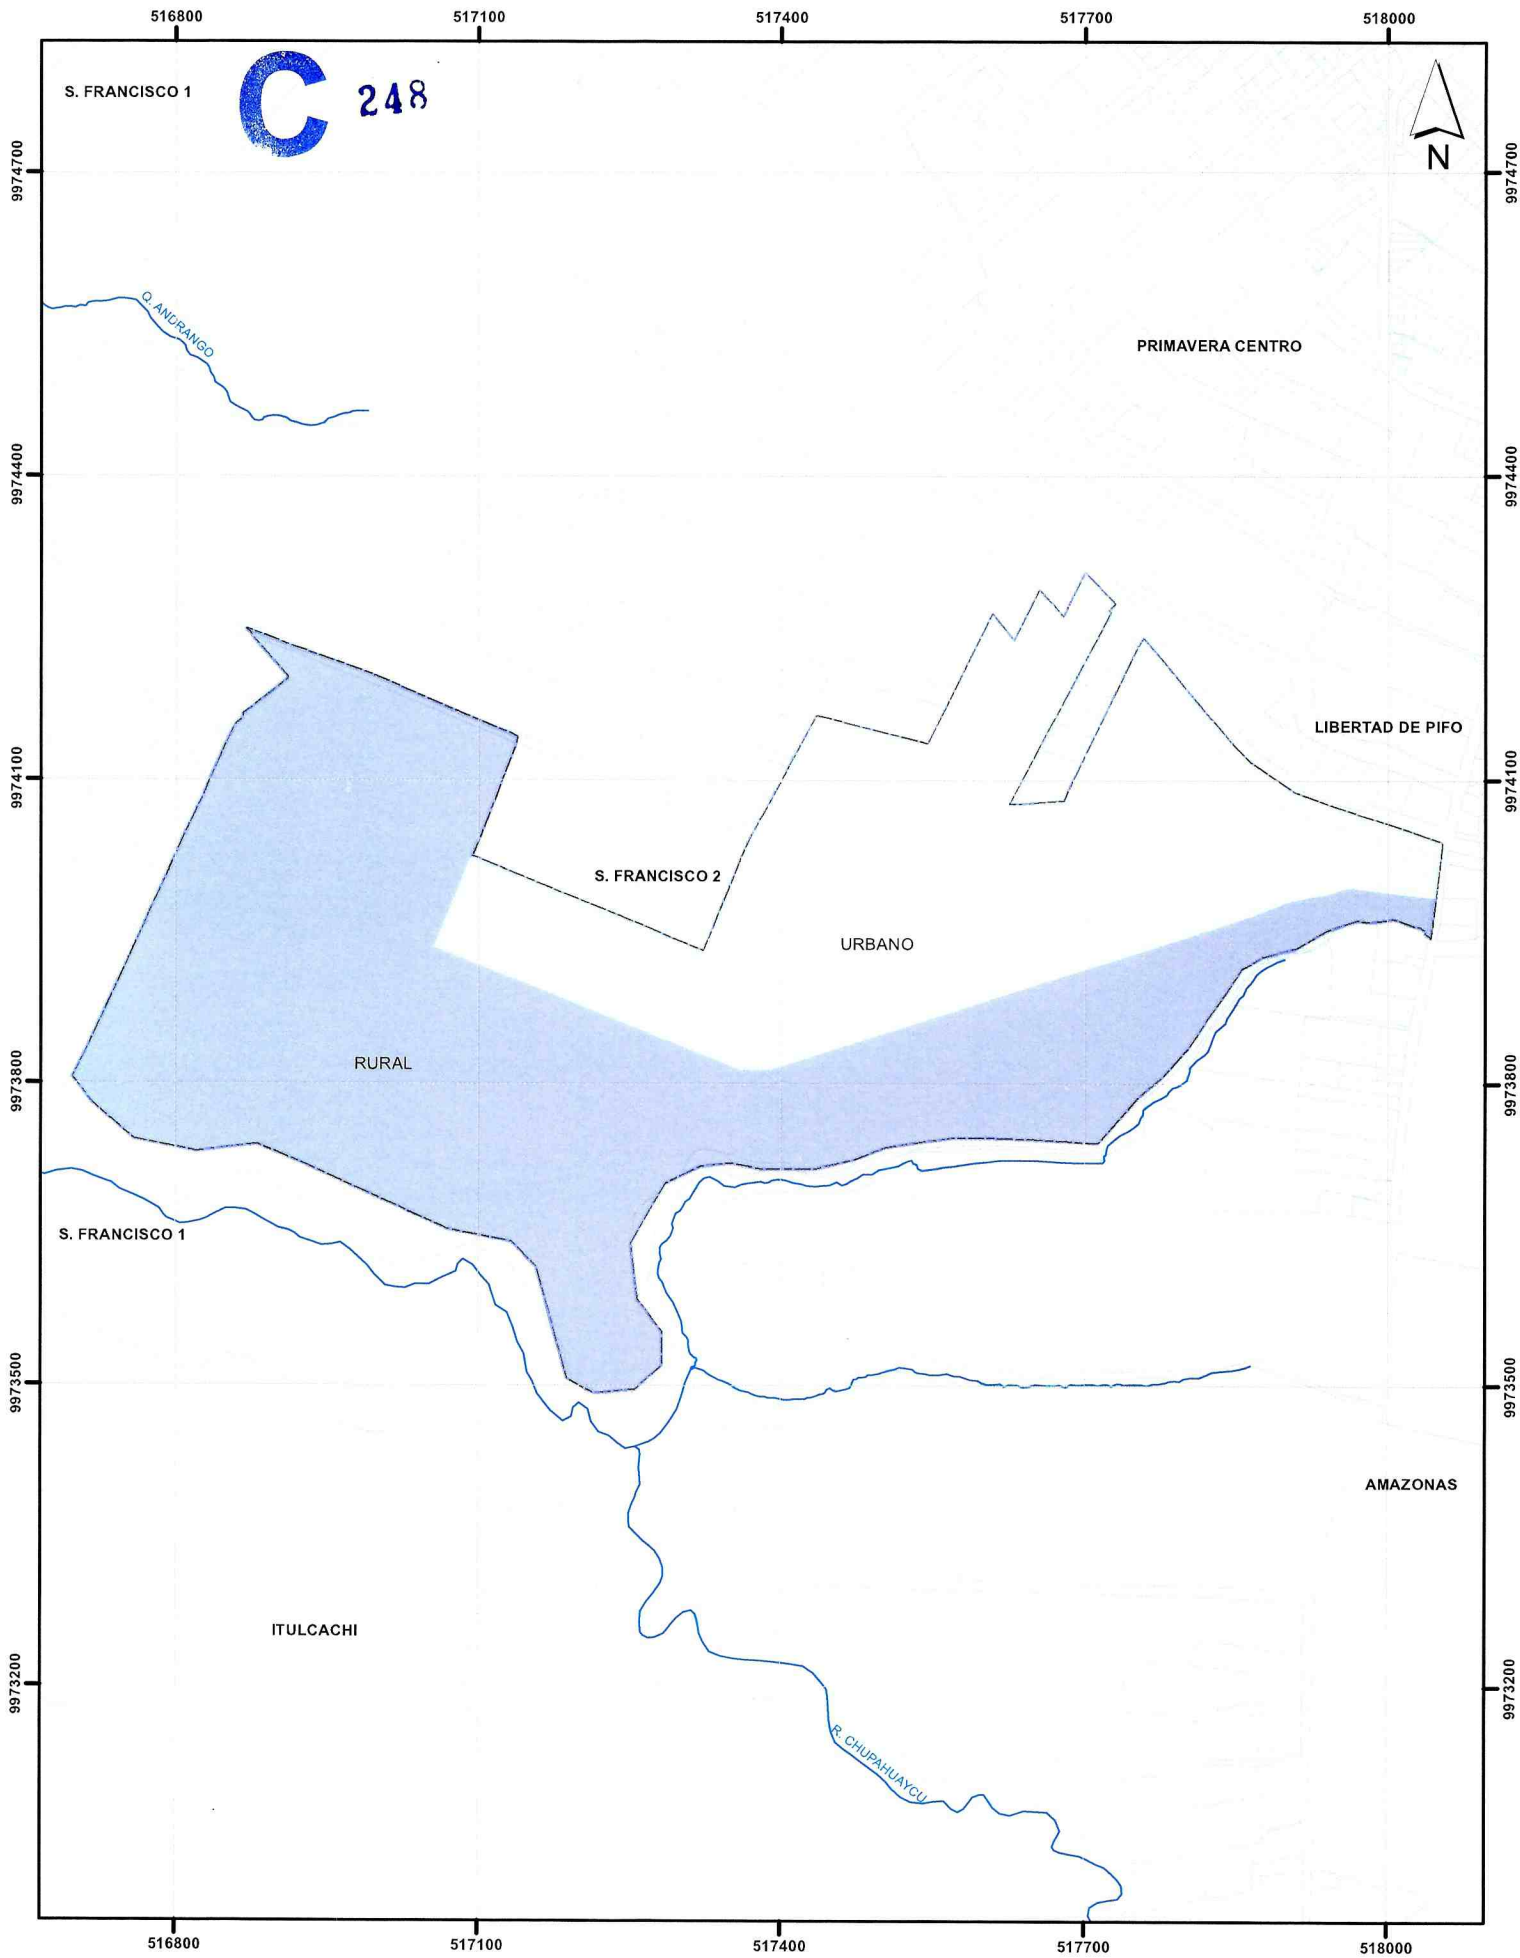 516800 517100 517400 517700 518000
S. FRANCISCO 1
C 248
N
9974700 9974700
Q. ANDRANGO
PRIMAVERA CENTRO
9974400 9974400
LIBERTAD DE PIFO
9974100 9974100
S. FRANCISCO 2
URBANO
RURAL
9973800 9973800
S. FRANCISCO 1
9973500 9973500
AMAZONAS
ITULCACHI
9973200 9973200
R. CHUPAHUAYCU
516800 517100 517400 517700 518000